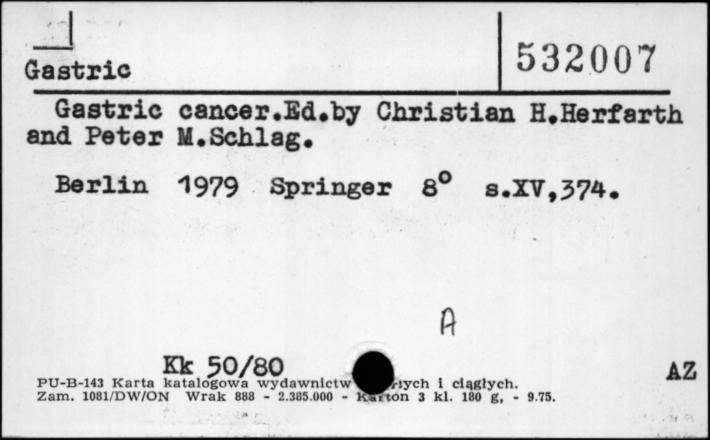 532007
Gastric
Gastric cancer.Ed.by Christian H.Herfarth
and Peter M.Schlag.
Berlin 1979 Springer 8° s.XV,374.
A
Kk 50/80
AZ
PU-B-143 Karta katalogowa wydawnictw i ciągłych.
Zam. 1081/DW/ON Wrak 888 - 2.385.000 - Karton 3 kl. 180 g, - 9.75.